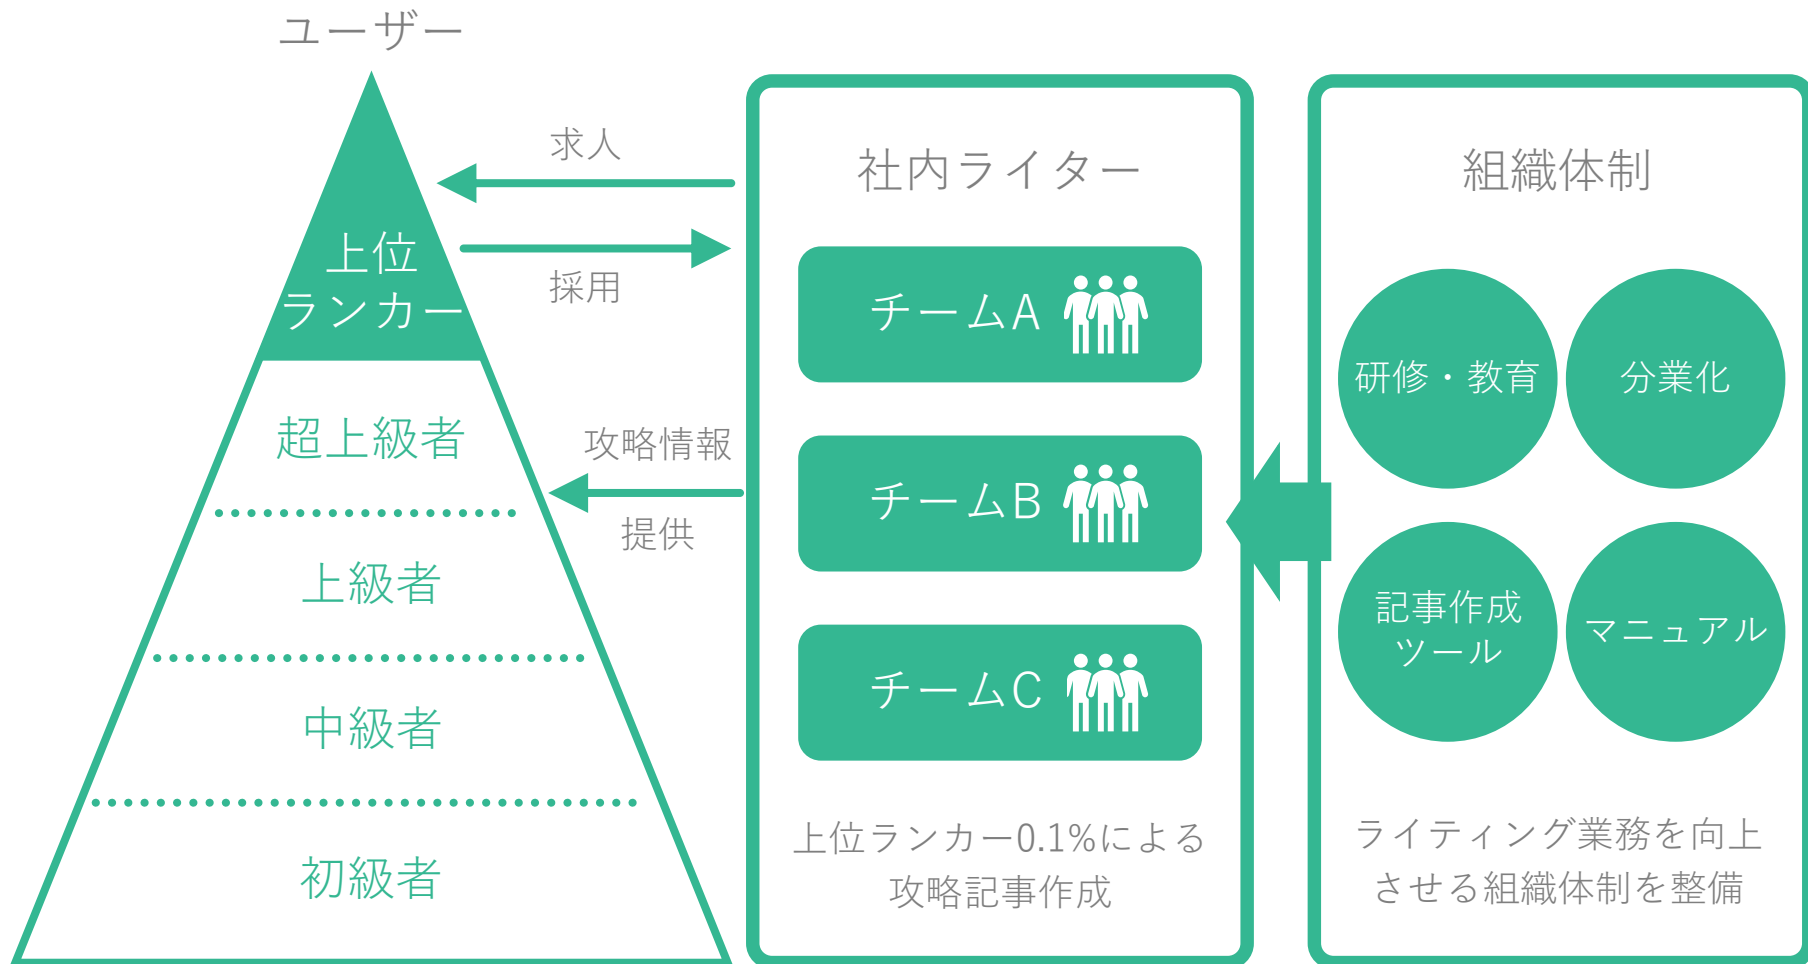 ユーザー
上位
ランカー
超上級者
上級者
中級者
初級者
求人
採用
攻略情報
提供
社内ライター
チームA
チームB
チームC
上位ランカー0.1%による
攻略記事作成
組織体制
研修・教育
分業化
記事作成
ツール
マニュアル
ライティング業務を向上
させる組織体制を整備